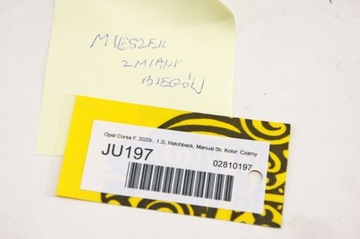 MIESZEK
ZMIANY
BIEGÓW
Opel Corsa F, 2020r., 1.2i, Hatchback, Manual 5b, Kolor: Czarny
JU197
02810197